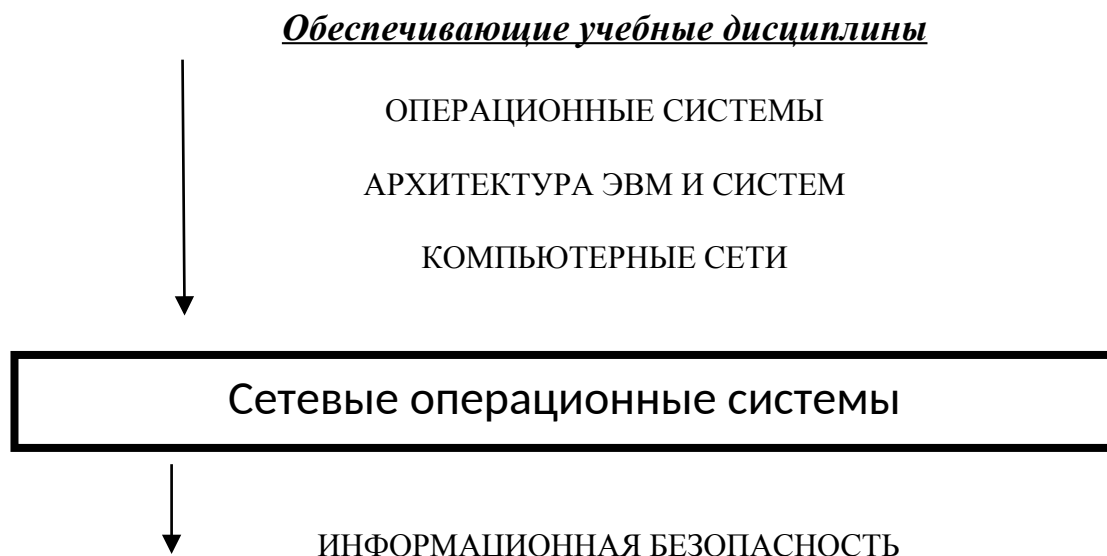 Обеспечивающие учебные дисциплины
ОПЕРАЦИОННЫЕ СИСТЕМЫ
АРХИТЕКТУРА ЭВМ И СИСТЕМ
КОМПЬЮТЕРНЫЕ СЕТИ
Сетевые операционные системы
ИНФОРМАЦИОННАЯ БЕЗОПАСНОСТЬ